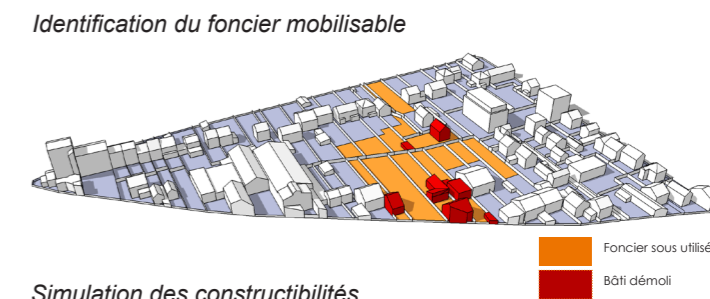 Identification du foncier mobilisable
Foncier sous utilisé
Bâti démoli
Simulation des constructibilités